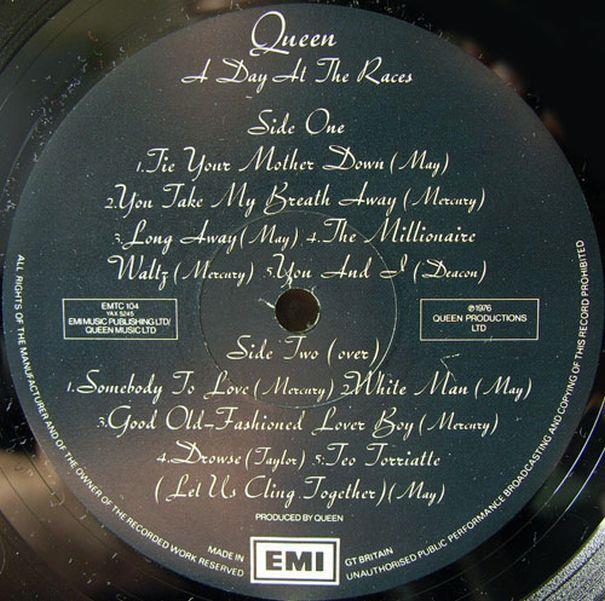 Queen
A Day At The Races
Side One
1. Tie Your Mother Down (May)
2. You Take My Breath Away (Mercury)
3. Long Away (May) 4. The Millionaire
Waltz (Mercury) 5. You And I (Deacon)
EMTC 104
YAX 5245
EMI MUSIC PUBLISHING LTD/
QUEEN MUSIC LTD
℗1976
QUEEN PRODUCTIONS
LTD
Side Two (over)
1. Somebody To Love (Mercury) 2. White Man (May)
3. Good Old-Fashioned Lover Boy (Mercury)
4. Drowse (Taylor) 5. Teo Torriatte
(Let Us Cling Together) (May)
PRODUCED BY QUEEN
MADE IN
EMI
GT BRITAIN
ALL RIGHTS OF THE MANUFACTURER AND OF THE OWNER OF THE RECORDED WORK RESERVED
UNAUTHORISED PUBLIC PERFORMANCE BROADCASTING AND COPYING OF THIS RECORD PROHIBITED